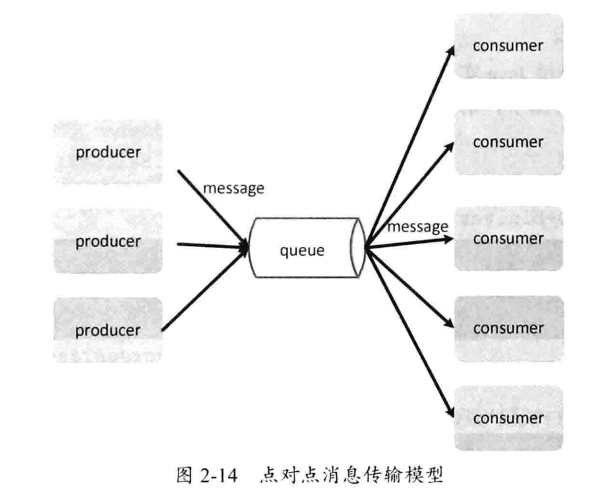 producer
producer
producer
message
queue
message
consumer
consumer
consumer
consumer
consumer
图 2-14 点对点消息传输模型